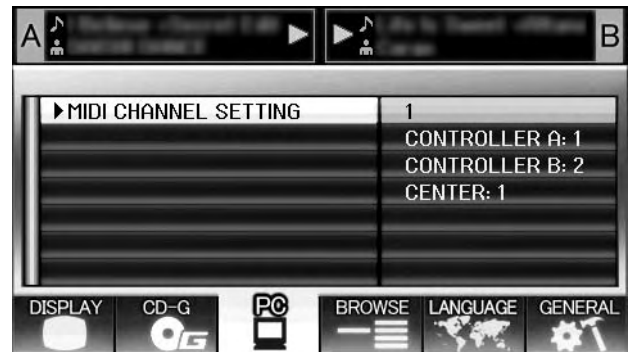 A
B
MIDI CHANNEL SETTING
1
CONTROLLER A: 1
CONTROLLER B: 2
CENTER: 1
DISPLAY
CD-G
PC
BROWSE
LANGUAGE
GENERAL